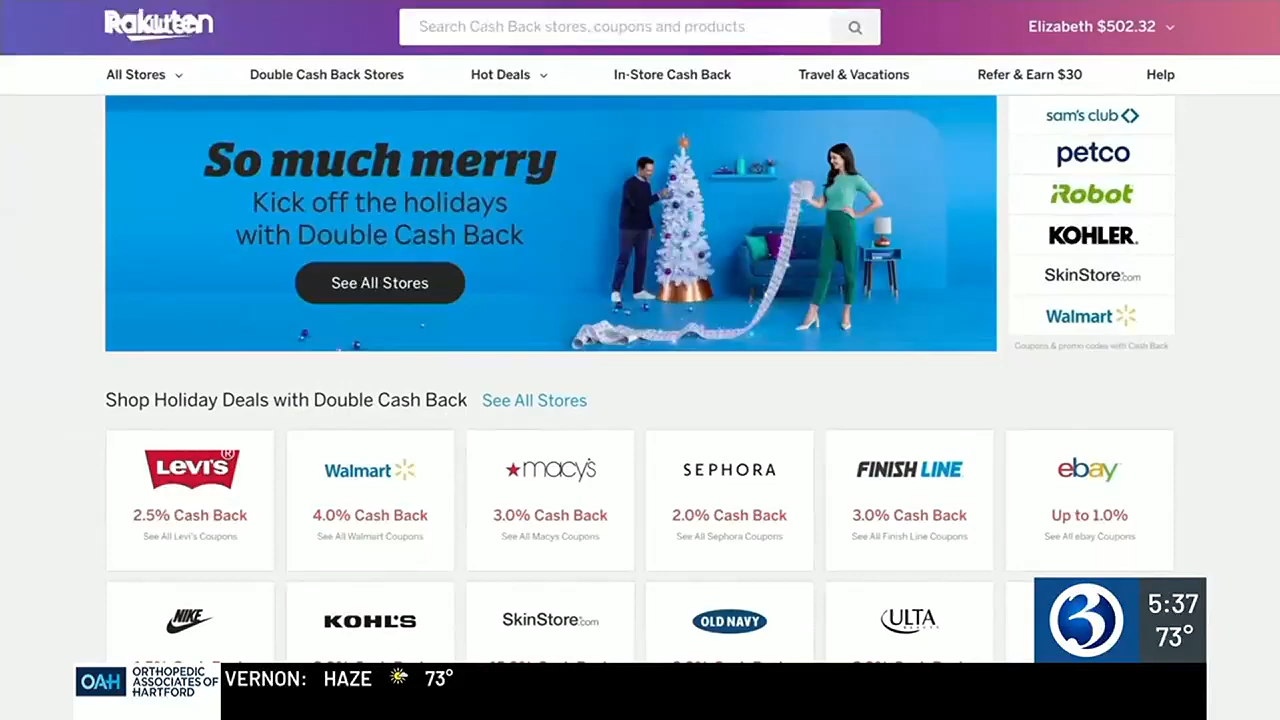 Rakuten
Search Cash Back stores, coupons and products
Elizabeth $502.32
All Stores
Double Cash Back Stores
Hot Deals
In-Store Cash Back
Travel & Vacations
Refer & Earn $30
Help
So much merry
Kick off the holidays
with Double Cash Back
See All Stores
sam's club
petco
iRobot
KOHLER.
SkinStore.com
Walmart
Coupons & promo codes with Cash Back
Shop Holiday Deals with Double Cash Back See All Stores
LEVI'S®
2.5% Cash Back
See All Levi's Coupons
Walmart
4.0% Cash Back
See All Walmart Coupons
macy's
3.0% Cash Back
See All Macys Coupons
SEPHORA
2.0% Cash Back
See All Sephora Coupons
FINISH LINE
3.0% Cash Back
See All Finish Line Coupons
ebay
Up to 1.0%
See All ebay Coupons
NIKE
KOHL'S
SkinStore.com
OLD NAVY
ULTA
3
5:37
73°
OAH
ORTHOPEDIC
ASSOCIATES OF
HARTFORD
VERNON: HAZE 73°